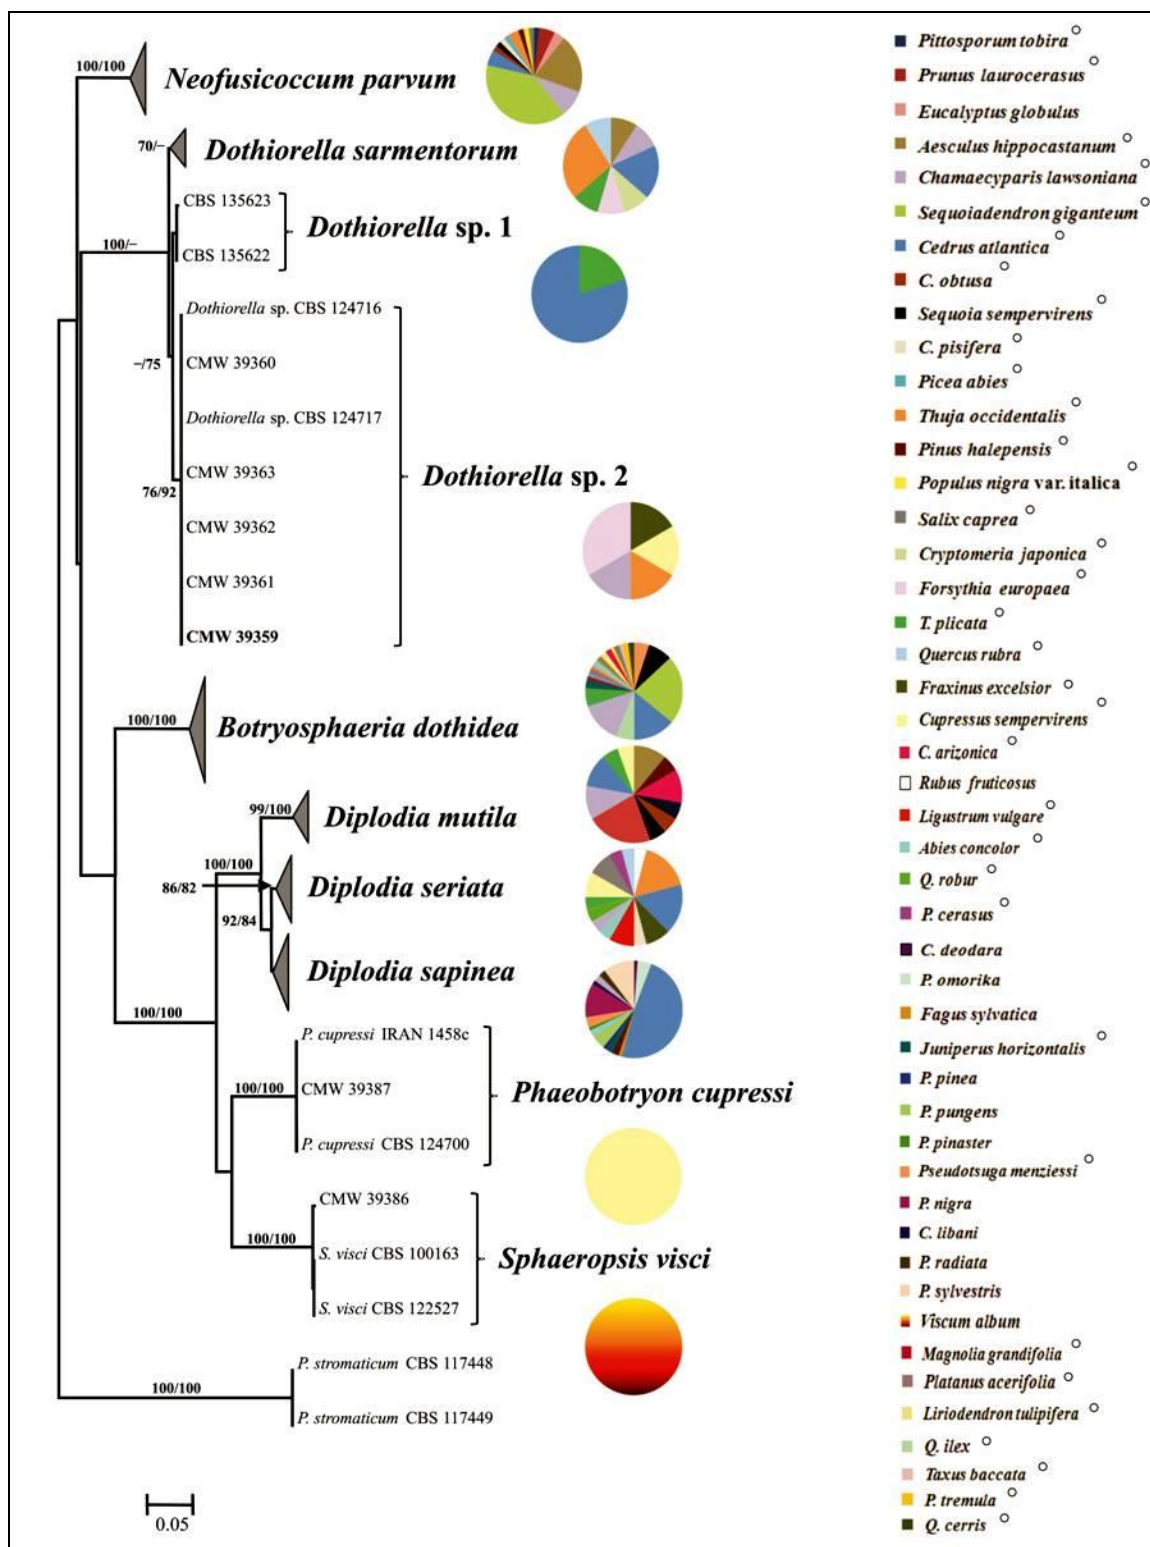 100/100
Neofusicoccum parvum
70/–
Dothiorella sarmentorum
CBS 135623
Dothiorella sp. 1
100/–
CBS 135622
Dothiorella sp. CBS 124716
–/75
CMW 39360
Dothiorella sp. CBS 124717
CMW 39363
Dothiorella sp. 2
76/92
CMW 39362
CMW 39361
CMW 39359
100/100
Botryosphaeria dothidea
99/100
Diplodia mutila
100/100
86/82
Diplodia seriata
92/84
Diplodia sapinea
100/100
P. cupressi IRAN 1458c
100/100
CMW 39387
Phaeobotryon cupressi
P. cupressi CBS 124700
CMW 39386
100/100
S. visci CBS 100163
Sphaeropsis visci
S. visci CBS 122527
P. stromaticum CBS 117448
100/100
P. stromaticum CBS 117449
0.05
Pittosporum tobira
Prunus laurocerasus
Eucalyptus globulus
Aesculus hippocastanum
Chamaecyparis lawsoniana
Sequoiadendron giganteum
Cedrus atlantica
C. obtusa
Sequoia sempervirens
C. pisifera
Picea abies
Thuja occidentalis
Pinus halepensis
Populus nigra var. italica
Salix caprea
Cryptomeria japonica
Forsythia europaea
T. plicata
Quercus rubra
Fraxinus excelsior
Cupressus sempervirens
C. arizonica
Rubus fruticosus
Ligustrum vulgare
Abies concolor
Q. robur
P. cerasus
C. deodara
P. omorika
Fagus sylvatica
Juniperus horizontalis
P. pinea
P. pungens
P. pinaster
Pseudotsuga menziessi
P. nigra
C. libani
P. radiata
P. sylvestris
Viscum album
Magnolia grandifolia
Platanus acerifolia
Liriodendron tulipifera
Q. ilex
Taxus baccata
P. tremula
Q. cerris